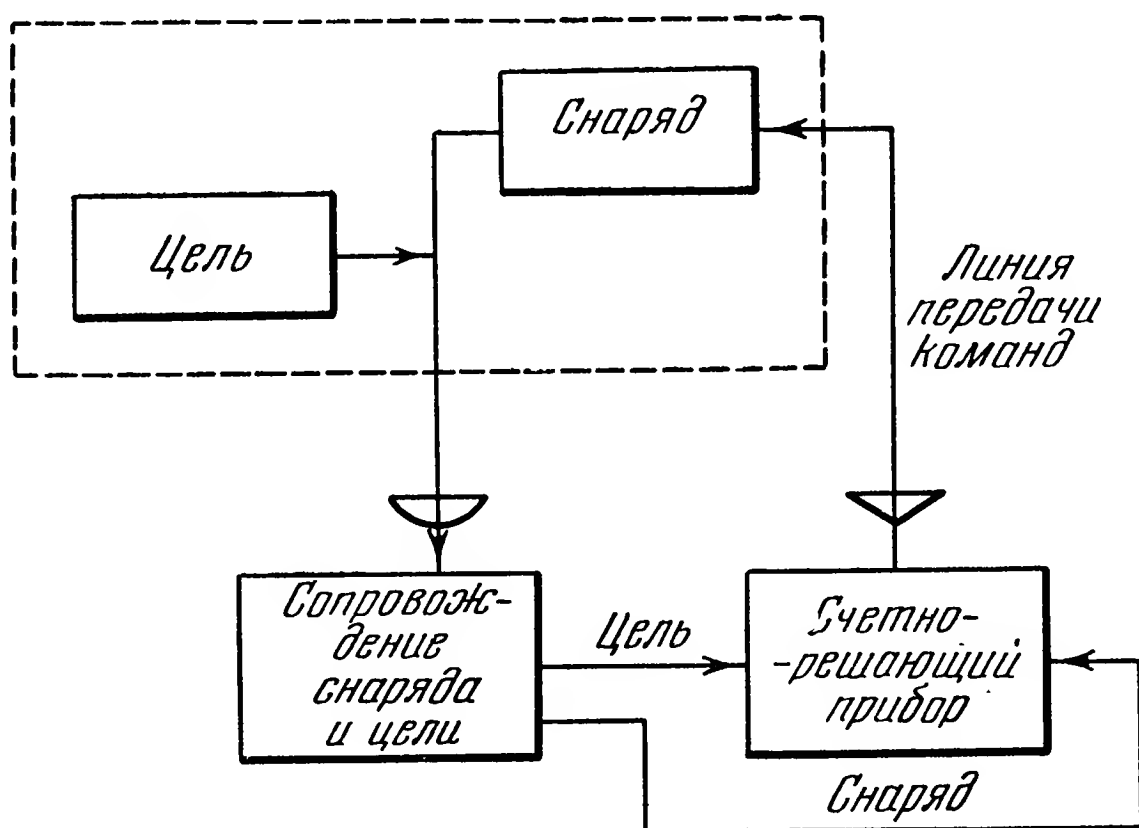 Снаряд
Цель
Линия
передачи
команд
Сопровож-
дение
снаряда
и цели
Цель
Счетно-
-решающий
прибор
Снаряд